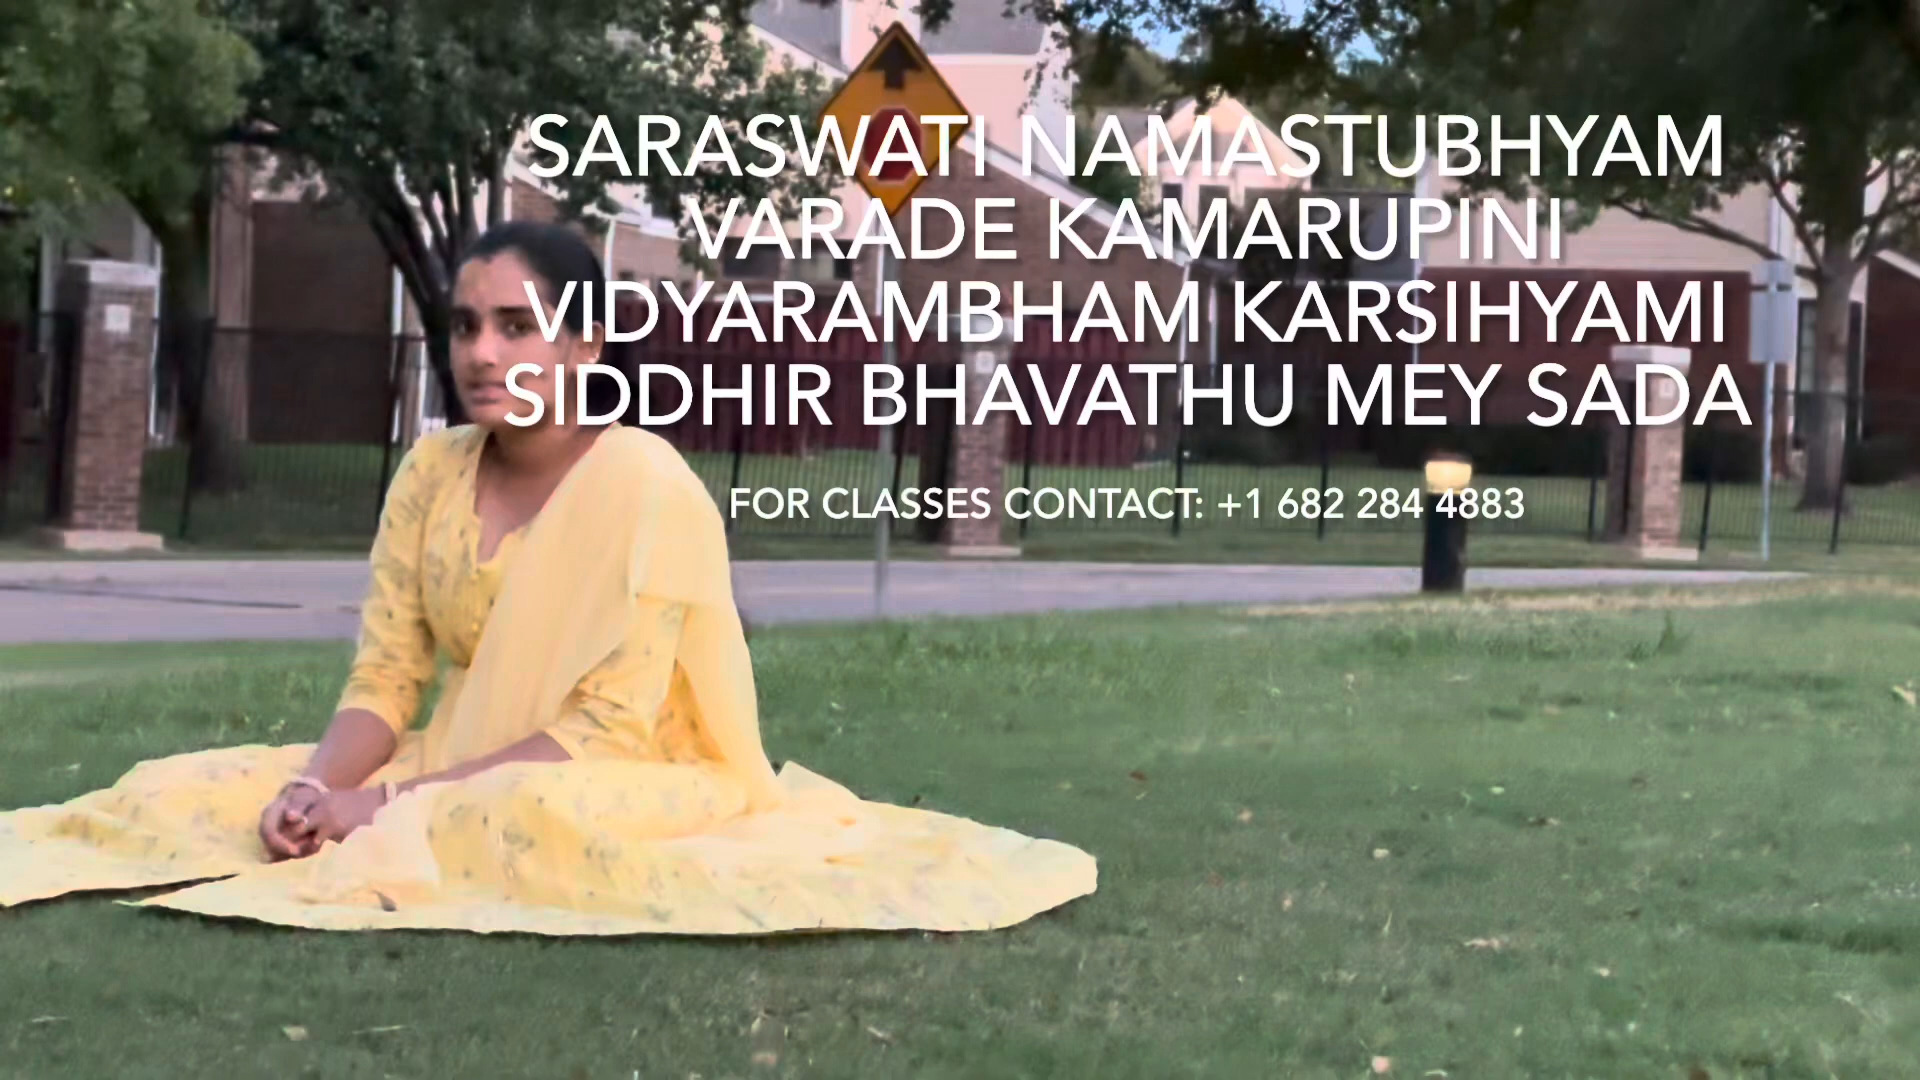 SARASWATI NAMASTUBHYAM
VARADE KAMARUPINI
VIDYARAMBHAM KARSIHYAMI
SIDDHIR BHAVATHU MEY SADA
FOR CLASSES CONTACT: +1 682 284 4883